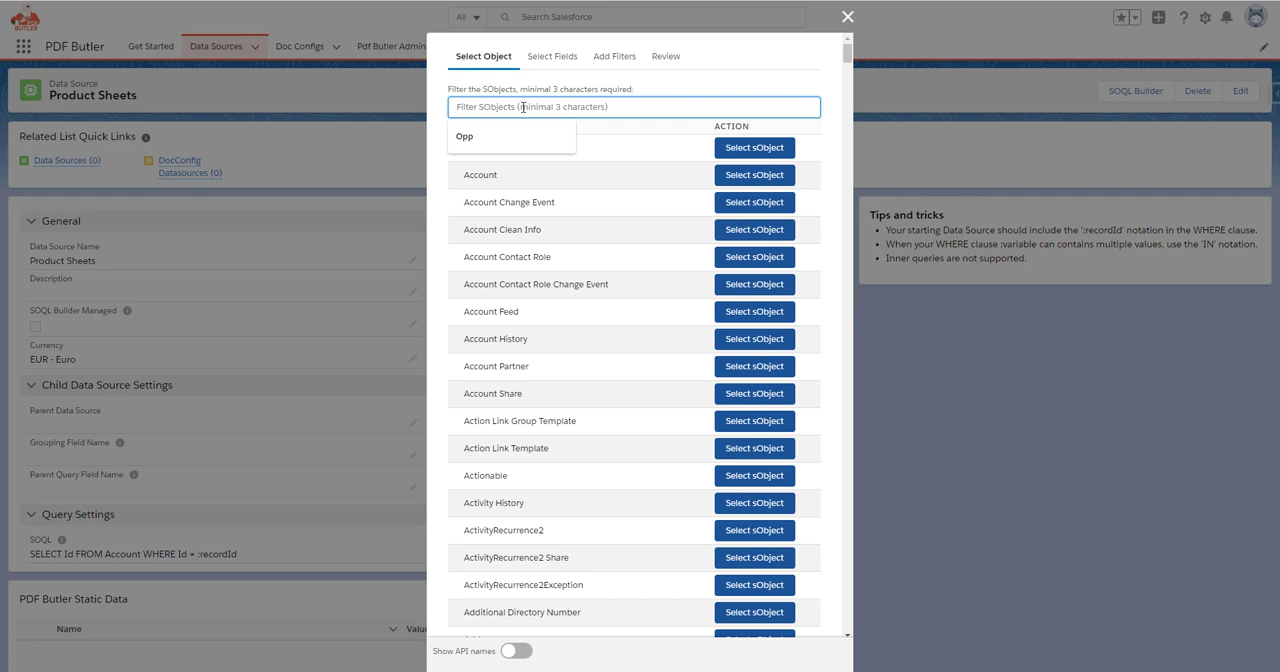 All
Search Salesforce
BUTLER
PDF Butler
Get Started
Data Sources
Doc Configs
Pdf Butler Admin
Data Source
Product Sheets
SOQL Builder
Delete
Edit
Related List Quick Links
Data Sources (0)
DocConfig
Datasources (0)
General
Data Source Name
Product Sheets
Description
SOQL Builder Managed
Currency
EUR - Euro
Child Data Source Settings
Parent Data Source
Grouping Field Name
Parent Query Field Name
Query Settings
SOQL
SELECT Id FROM Account WHERE Id = :recordId
PDF Butler Static Data
Name
Value
Select Object
Select Fields
Add Filters
Review
Filter the SObjects, minimal 3 characters required:
Filter SObjects (minimal 3 characters)
Opp
ACTION
Select sObject
Account Select sObject
Account Change Event Select sObject
Account Clean Info Select sObject
Account Contact Role Select sObject
Account Contact Role Change Event Select sObject
Account Feed Select sObject
Account History Select sObject
Account Partner Select sObject
Account Share Select sObject
Action Link Group Template Select sObject
Action Link Template Select sObject
Actionable Select sObject
Activity History Select sObject
ActivityRecurrence2 Select sObject
ActivityRecurrence2 Share Select sObject
ActivityRecurrence2Exception Select sObject
Additional Directory Number Select sObject
Show API names
Tips and tricks
Your starting Data Source should include the ':recordId' notation in the WHERE clause.
When your WHERE clause :variable can contains multiple values, use the 'IN' notation.
Inner queries are not supported.